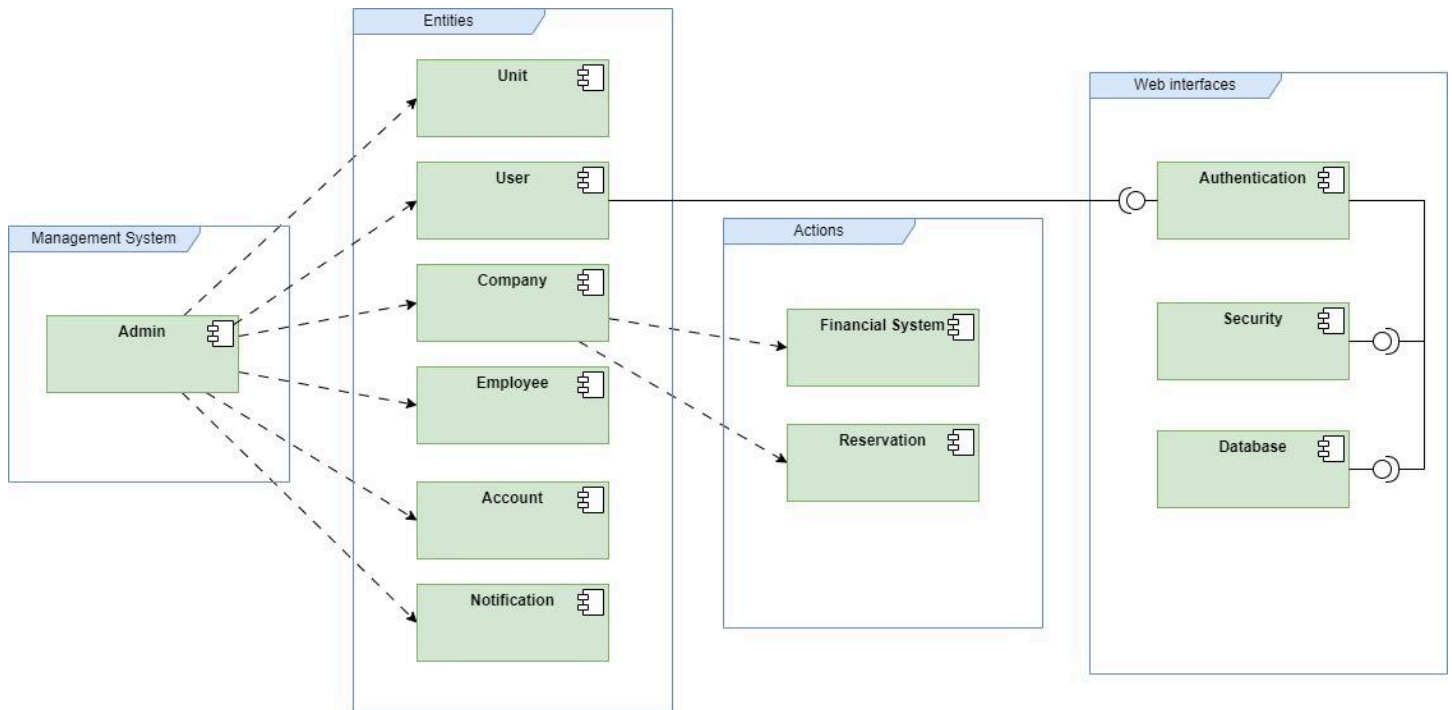 Entities
Unit
User
Company
Employee
Account
Notification
Management System
Admin
Actions
Financial System
Reservation
Web interfaces
Authentication
Security
Database